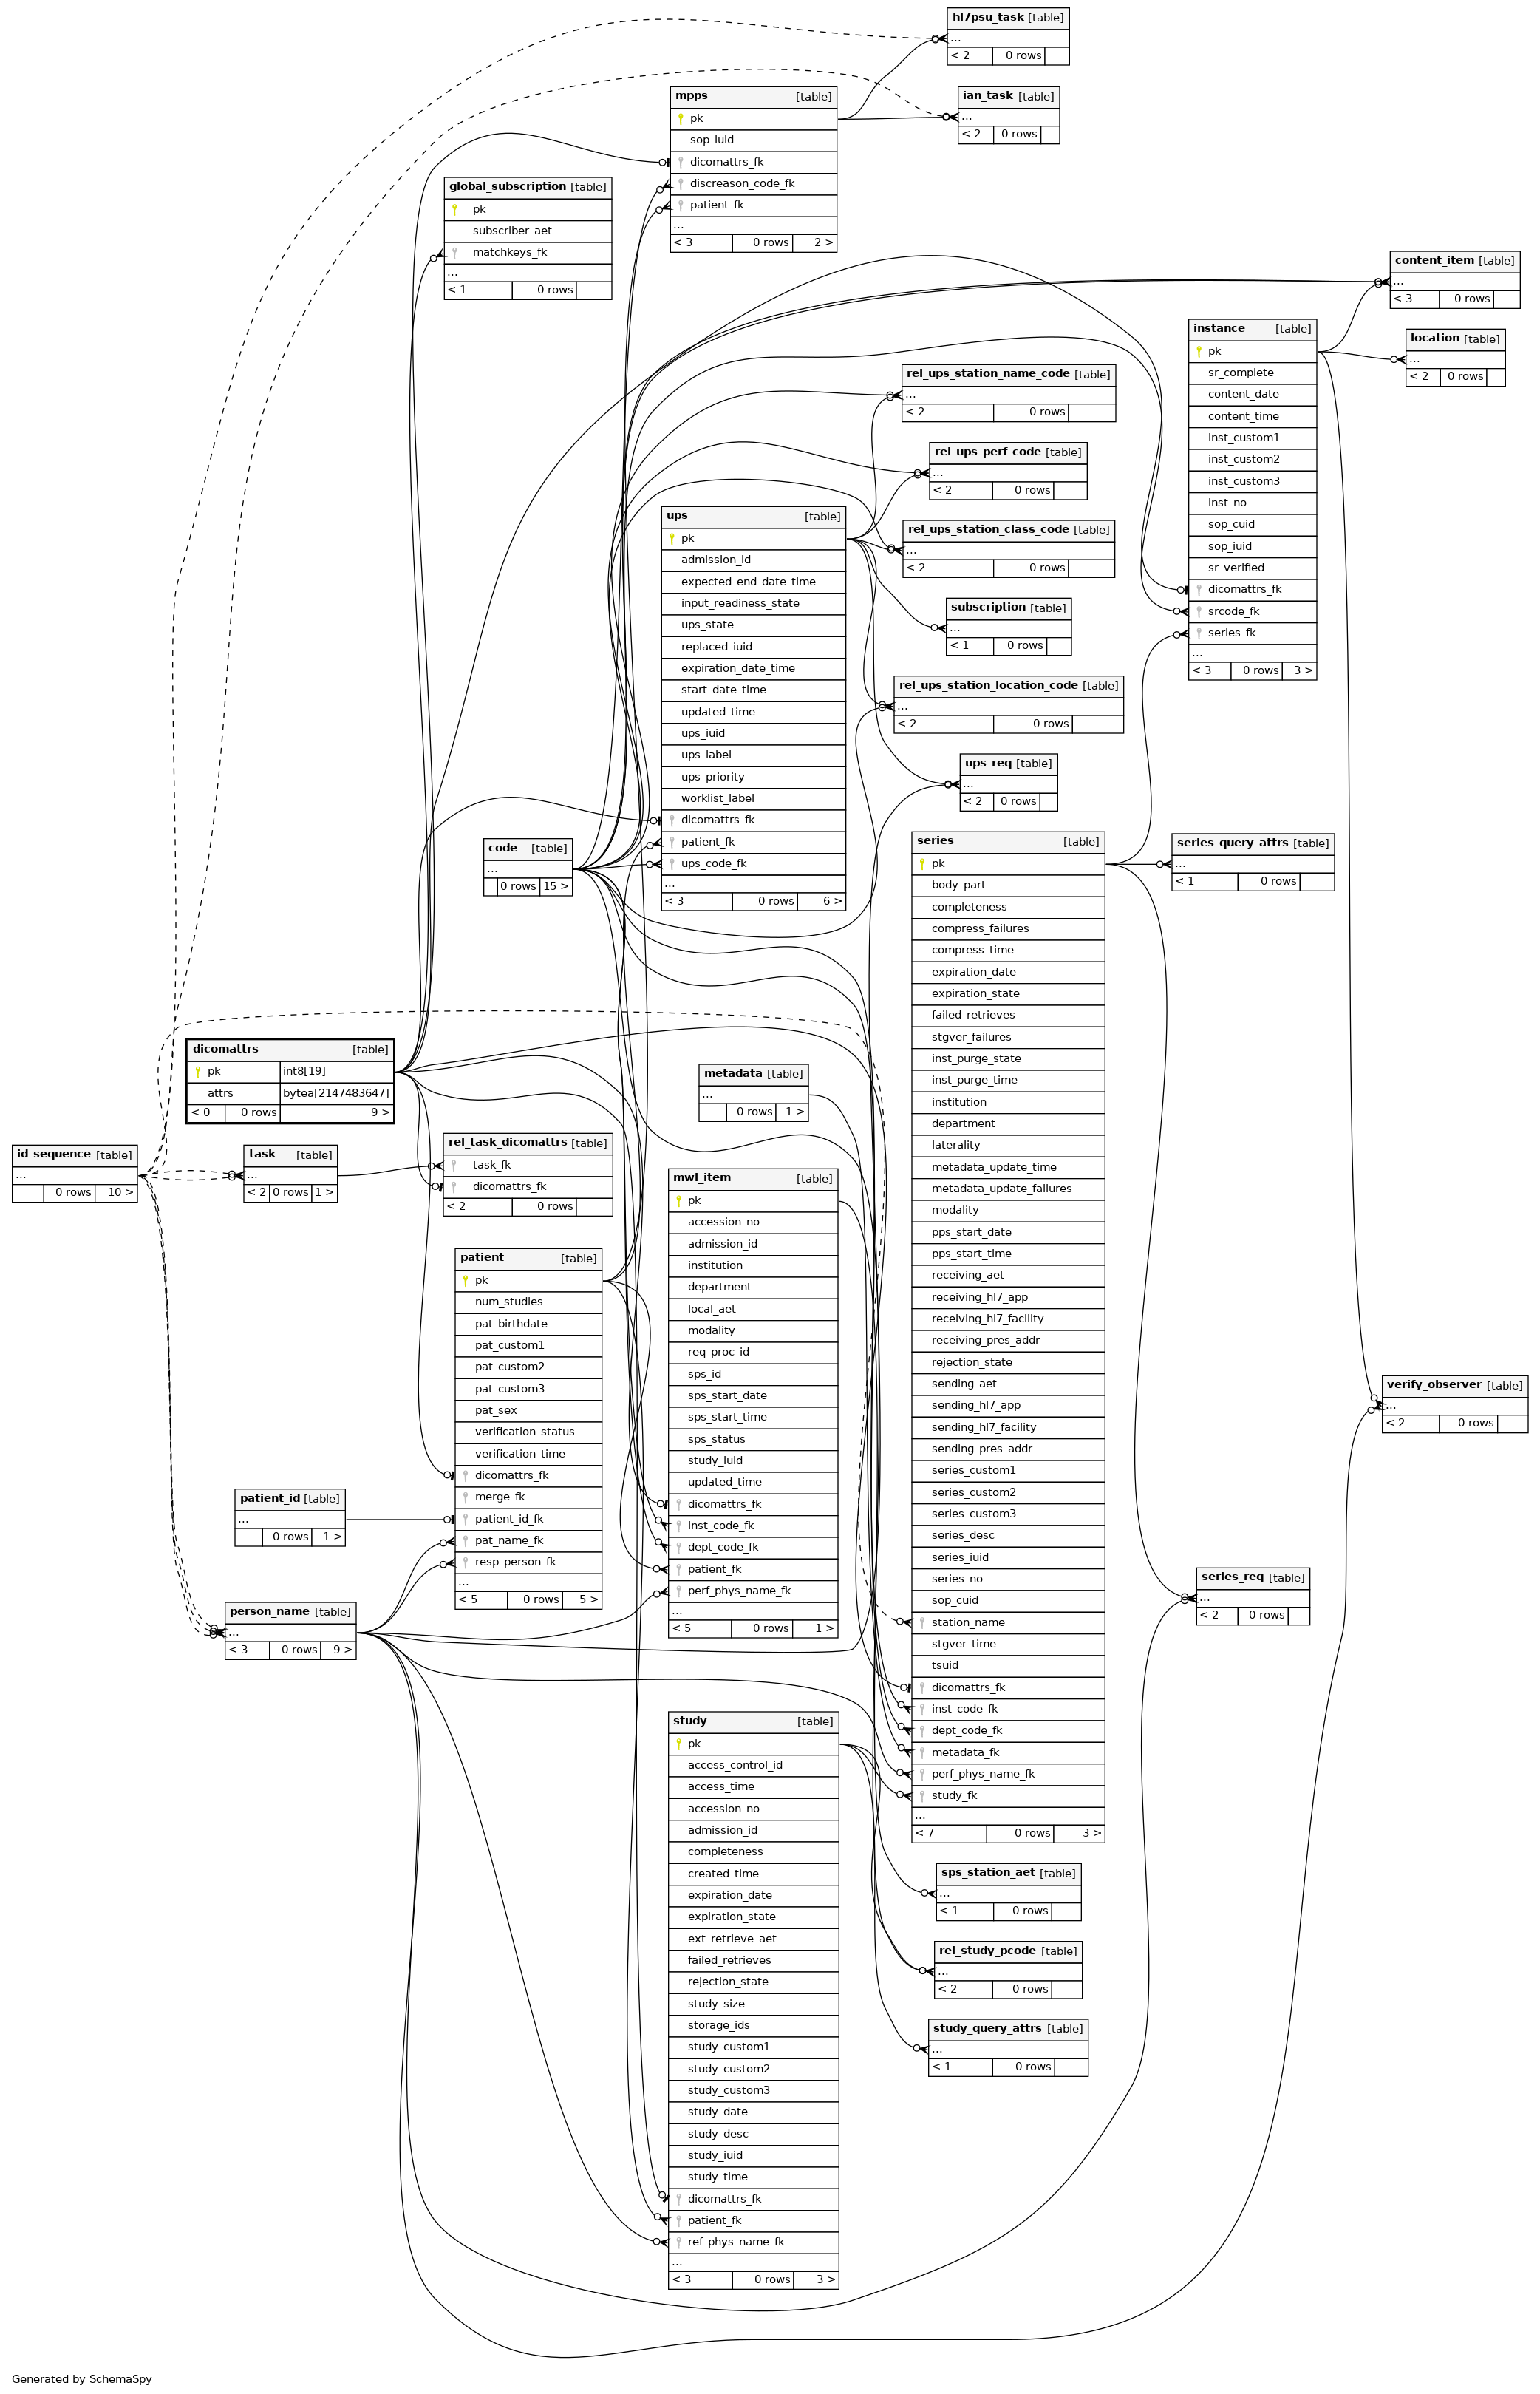 hl7psu_task [table]
...
< 2 0 rows
mpps [table]
pk
sop_iuid
dicomattrs_fk
discreason_code_fk
patient_fk
...
< 3 0 rows 2 >
ian_task [table]
...
< 2 0 rows
global_subscription [table]
pk
subscriber_aet
matchkeys_fk
...
< 1 0 rows
content_item [table]
...
< 3 0 rows
instance [table]
pk
sr_complete
content_date
content_time
inst_custom1
inst_custom2
inst_custom3
inst_no
sop_cuid
sop_iuid
sr_verified
dicomattrs_fk
srcode_fk
series_fk
...
< 3 0 rows 3 >
location [table]
...
< 2 0 rows
rel_ups_station_name_code [table]
...
< 2 0 rows
rel_ups_perf_code [table]
...
< 2 0 rows
ups [table]
pk
admission_id
expected_end_date_time
input_readiness_state
ups_state
replaced_iuid
expiration_date_time
start_date_time
updated_time
ups_iuid
ups_label
ups_priority
worklist_label
dicomattrs_fk
patient_fk
ups_code_fk
...
< 3 0 rows 6 >
rel_ups_station_class_code [table]
...
< 2 0 rows
subscription [table]
...
< 1 0 rows
rel_ups_station_location_code [table]
...
< 2 0 rows
ups_req [table]
...
< 2 0 rows
code [table]
...
0 rows 15 >
series [table]
pk
body_part
completeness
compress_failures
compress_time
expiration_date
expiration_state
failed_retrieves
stgver_failures
inst_purge_state
inst_purge_time
institution
department
laterality
metadata_update_time
metadata_update_failures
modality
pps_start_date
pps_start_time
receiving_aet
receiving_hl7_app
receiving_hl7_facility
receiving_pres_addr
rejection_state
sending_aet
sending_hl7_app
sending_hl7_facility
sending_pres_addr
series_custom1
series_custom2
series_custom3
series_desc
series_iuid
series_no
sop_cuid
station_name
stgver_time
tsuid
dicomattrs_fk
inst_code_fk
dept_code_fk
metadata_fk
perf_phys_name_fk
study_fk
...
< 7 0 rows 3 >
series_query_attrs [table]
...
< 1 0 rows
dicomattrs [table]
pk int8[19]
attrs bytea[2147483647]
< 0 0 rows 9 >
metadata [table]
...
0 rows 1 >
id_sequence [table]
...
0 rows 10 >
task [table]
...
< 2 0 rows 1 >
rel_task_dicomattrs [table]
task_fk
dicomattrs_fk
< 2 0 rows
mwl_item [table]
pk
accession_no
admission_id
institution
department
local_aet
modality
req_proc_id
sps_id
sps_start_date
sps_start_time
sps_status
study_iuid
updated_time
dicomattrs_fk
inst_code_fk
dept_code_fk
patient_fk
perf_phys_name_fk
...
< 5 0 rows 1 >
patient [table]
pk
num_studies
pat_birthdate
pat_custom1
pat_custom2
pat_custom3
pat_sex
verification_status
verification_time
dicomattrs_fk
merge_fk
patient_id_fk
pat_name_fk
resp_person_fk
...
< 5 0 rows 5 >
verify_observer [table]
...
< 2 0 rows
patient_id [table]
...
0 rows 1 >
series_req [table]
...
< 2 0 rows
person_name [table]
...
< 3 0 rows 9 >
study [table]
pk
access_control_id
access_time
accession_no
admission_id
completeness
created_time
expiration_date
expiration_state
ext_retrieve_aet
failed_retrieves
rejection_state
study_size
storage_ids
study_custom1
study_custom2
study_custom3
study_date
study_desc
study_iuid
study_time
dicomattrs_fk
patient_fk
ref_phys_name_fk
...
< 3 0 rows 3 >
sps_station_aet [table]
...
< 1 0 rows
rel_study_pcode [table]
...
< 2 0 rows
study_query_attrs [table]
...
< 1 0 rows
Generated by SchemaSpy